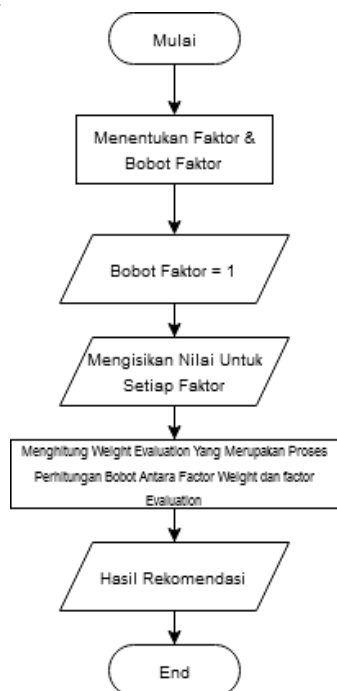 Mulai
Menentukan Faktor &
Bobot Faktor
Bobot Faktor = 1
Mengisikan Nilai Untuk
Setiap Faktor
Menghitung Weight Evaluation Yang Merupakan Proses
Perhitungan Bobot Antara Factor Weight dan factor
Evaluation
Hasil Rekomendasi
End